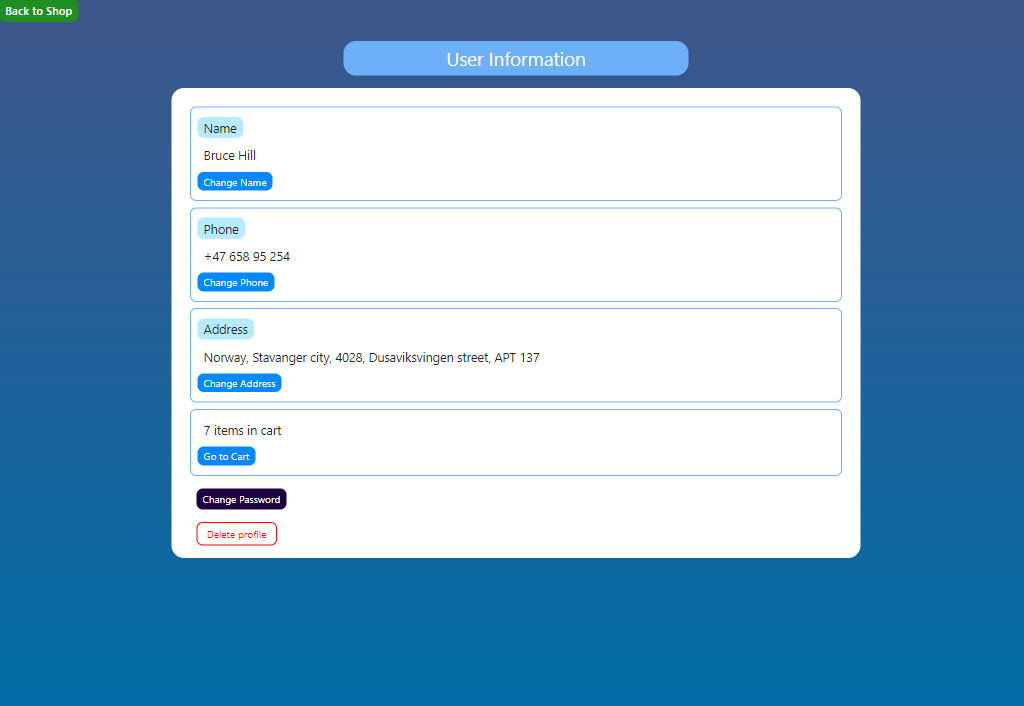 Back to Shop
User Information
Name
Bruce Hill
Change Name
Phone
+47 658 95 254
Change Phone
Address
Norway, Stavanger city, 4028, Dusaviksvingen street, APT 137
Change Address
7 items in cart
Go to Cart
Change Password
Delete profile